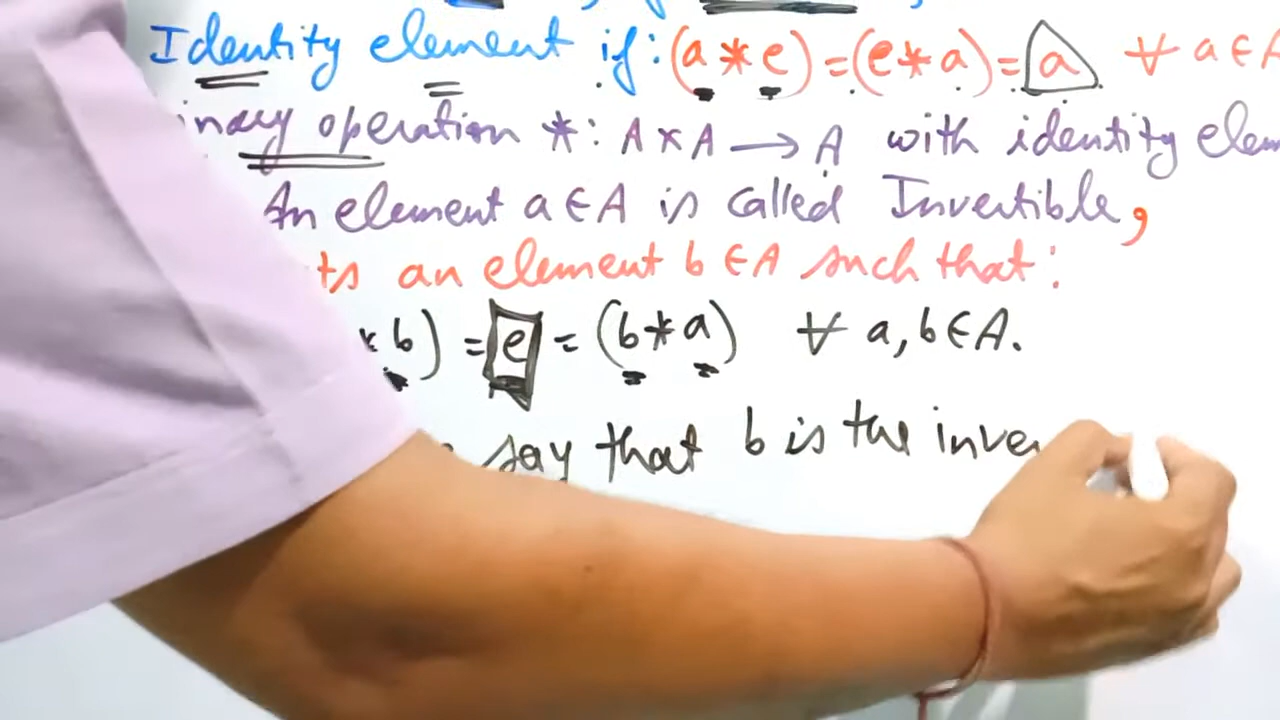 Identity element if: (a * e) = (e * a) = a ∀ a ∈ A
inary operation *: A × A → A with identity elem
An element a ∈ A is called Invertible,
ts an element b ∈ A such that:
* b) = e = (b * a) ∀ a, b ∈ A.
say that b is the inver